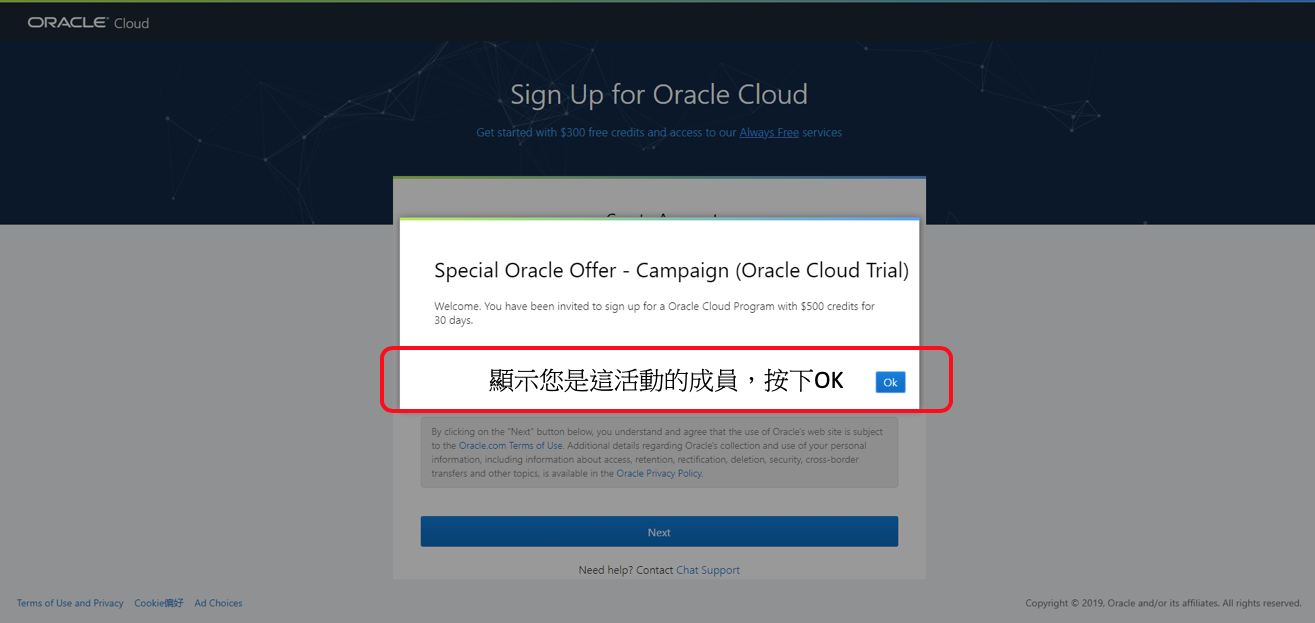 ORACLE® Cloud
Sign Up for Oracle Cloud
Get started with $300 free credits and access to our Always Free services
Special Oracle Offer - Campaign (Oracle Cloud Trial)
Welcome. You have been invited to sign up for a Oracle Cloud Program with $500 credits for
30 days.
顯示您是這活動的成員，按下OK
Ok
By clicking on the "Next" button below, you understand and agree that the use of Oracle's web site is subject
to the Oracle.com Terms of Use. Additional details regarding Oracle's collection and use of your personal
information, including information about access, retention, rectification, deletion, security, cross-border
transfers and other topics, is available in the Oracle Privacy Policy.
Next
Need help? Contact Chat Support
Terms of Use and Privacy Cookie偏好 Ad Choices
Copyright © 2019, Oracle and/or its affiliates. All rights reserved.